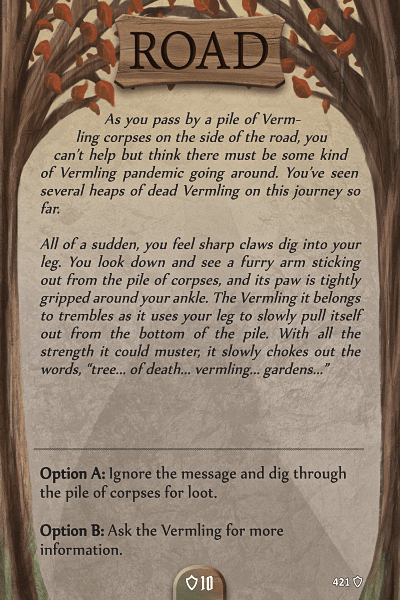 ROAD
As you pass by a pile of Verm-
ling corpses on the side of the road, you
can't help but think there must be some kind
of Vermling pandemic going around. You've seen
several heaps of dead Vermling on this journey so
far.
All of a sudden, you feel sharp claws dig into your
leg. You look down and see a furry arm sticking
out from the pile of corpses, and its paw is tightly
gripped around your ankle. The Vermling it belongs
to trembles as it uses your leg to slowly pull itself
out from the bottom of the pile. With all the
strength it could muster, it slowly chokes out the
words, “tree... of death... vermling... gardens...”
Option A: Ignore the message and dig through
the pile of corpses for loot.
Option B: Ask the Vermling for more
information.
10
421